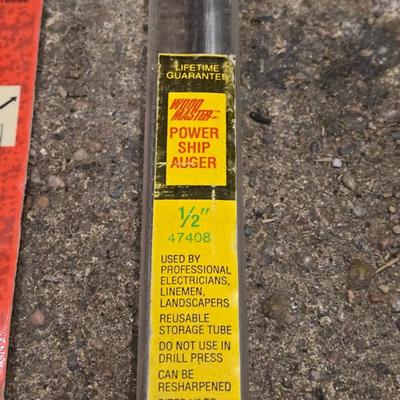 LIFETIME
GUARANTEE
WOOD
MASTER
POWER
SHIP
AUGER
1/2"
47408
USED BY
PROFESSIONAL
ELECTRICIANS,
LINEMEN,
LANDSCAPERS
REUSABLE
STORAGE TUBE
DO NOT USE IN
DRILL PRESS
CAN BE
RESHARPENED